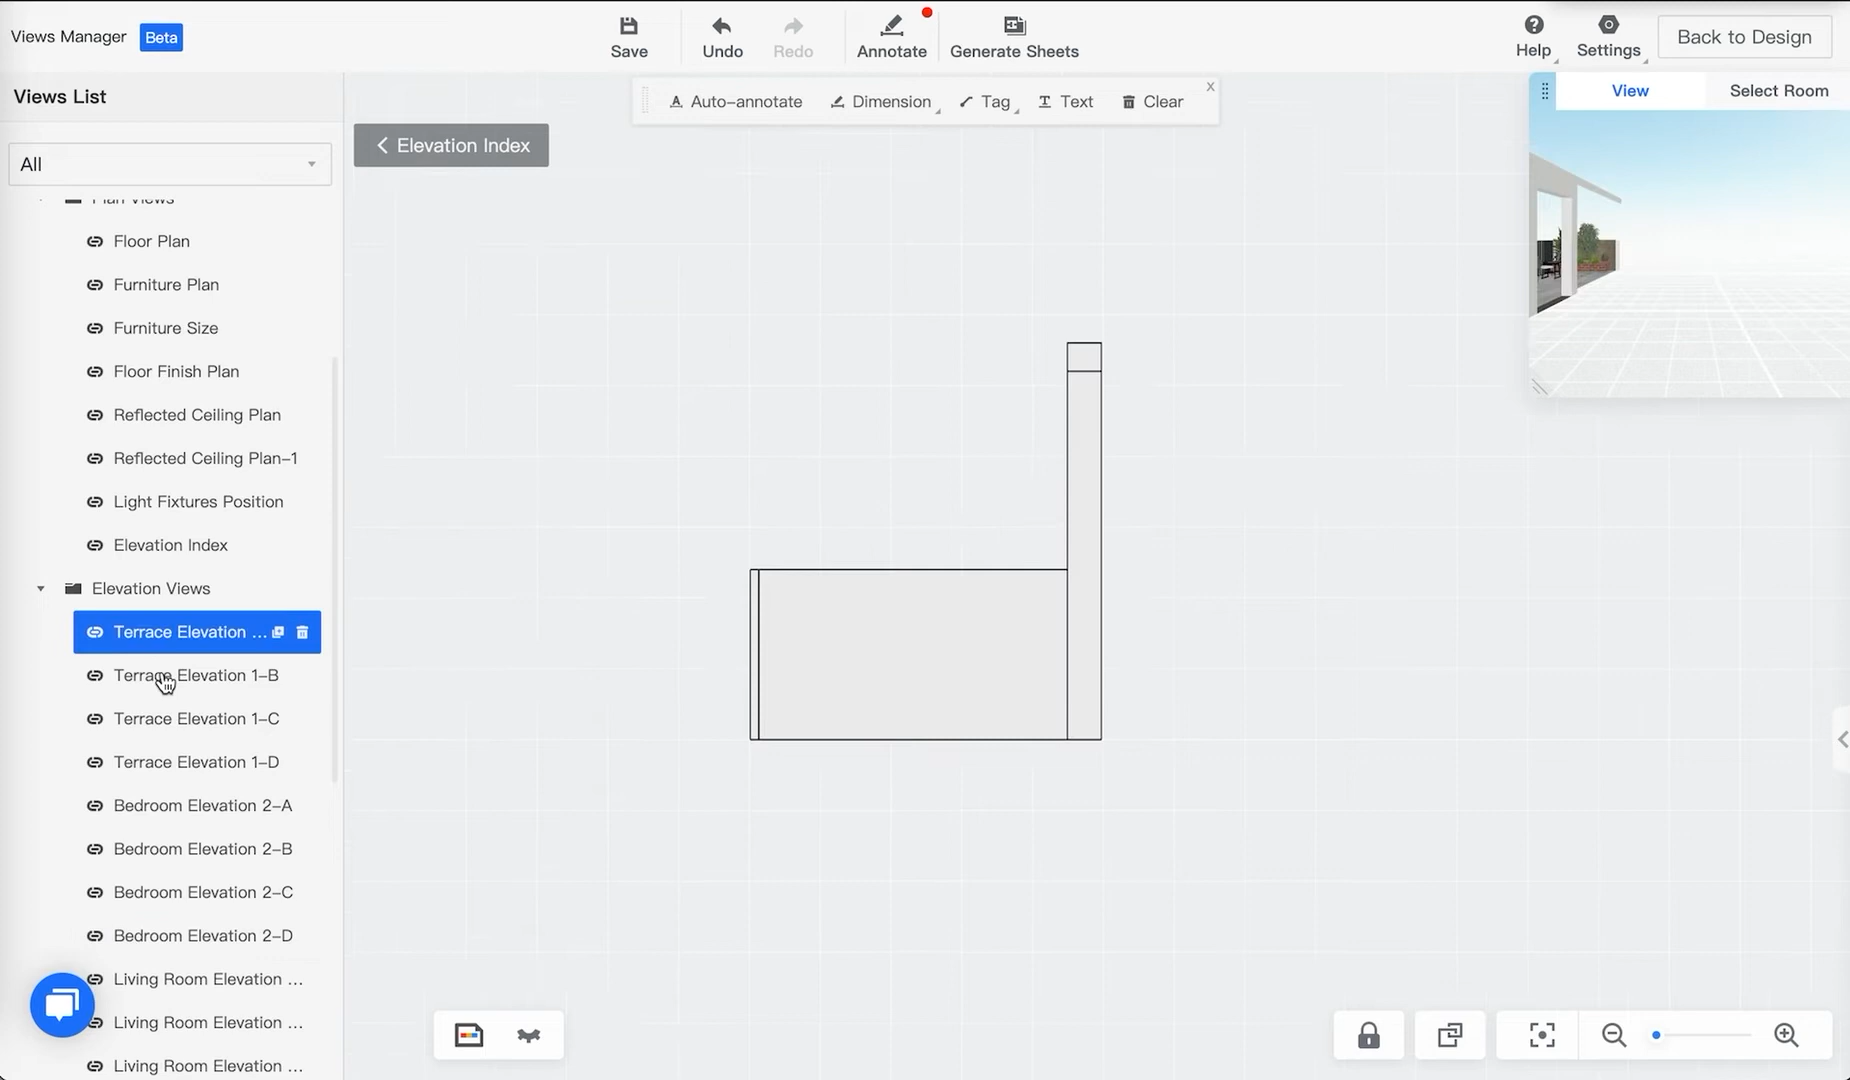 Views Manager Beta
Save
Undo
Redo
Annotate
Generate Sheets
Help
Settings
Back to Design
Views List
All
Plan Views
Floor Plan
Furniture Plan
Furniture Size
Floor Finish Plan
Reflected Ceiling Plan
Reflected Ceiling Plan-1
Light Fixtures Position
Elevation Index
Elevation Views
Terrace Elevation ...
Terrace Elevation 1-B
Terrace Elevation 1-C
Terrace Elevation 1-D
Bedroom Elevation 2-A
Bedroom Elevation 2-B
Bedroom Elevation 2-C
Bedroom Elevation 2-D
Living Room Elevation ...
Living Room Elevation ...
Living Room Elevation ...
Auto-annotate
Dimension
Tag
Text
Clear
x
Elevation Index
View
Select Room